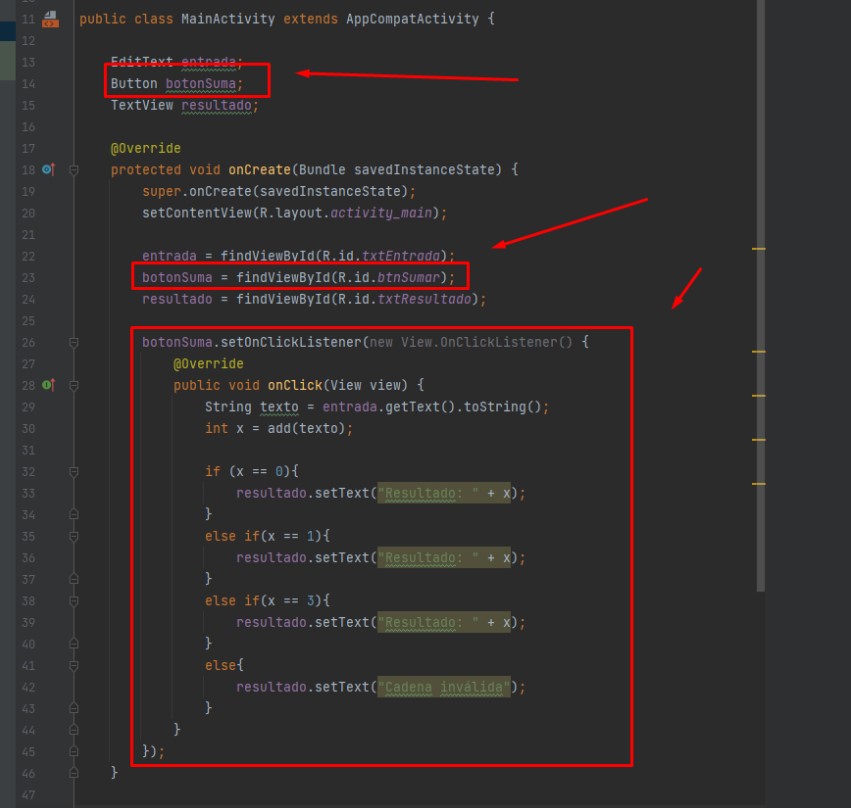 11 public class MainActivity extends AppCompatActivity {
12
13 EditText entrada;
14 Button botonSuma;
15 TextView resultado;
16
17 @Override
18 protected void onCreate(Bundle savedInstanceState) {
19 super.onCreate(savedInstanceState);
20 setContentView(R.layout.activity_main);
21
22 entrada = findViewById(R.id.txtEntrada);
23 botonSuma = findViewById(R.id.btnSumar);
24 resultado = findViewById(R.id.txtResultado);
25
26 botonSuma.setOnClickListener(new View.OnClickListener() {
27 @Override
28 public void onClick(View view) {
29 String texto = entrada.getText().toString();
30 int x = add(texto);
31
32 if (x == 0){
33 resultado.setText("Resultado: " + x);
34 }
35 else if(x == 1){
36 resultado.setText("Resultado: " + x);
37 }
38 else if(x == 3){
39 resultado.setText("Resultado: " + x);
40 }
41 else{
42 resultado.setText("Cadena inválida");
43 }
44 }
45 });
46 }
47